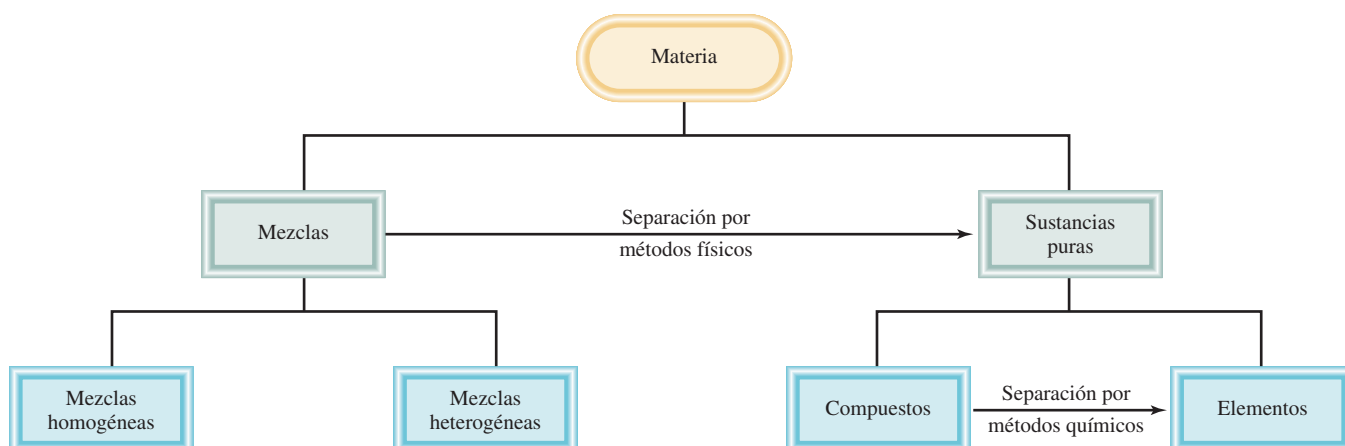 Materia
Mezclas
Separación por
métodos físicos
Sustancias
puras
Mezclas
homogéneas
Mezclas
heterogéneas
Compuestos
Separación por
métodos químicos
Elementos